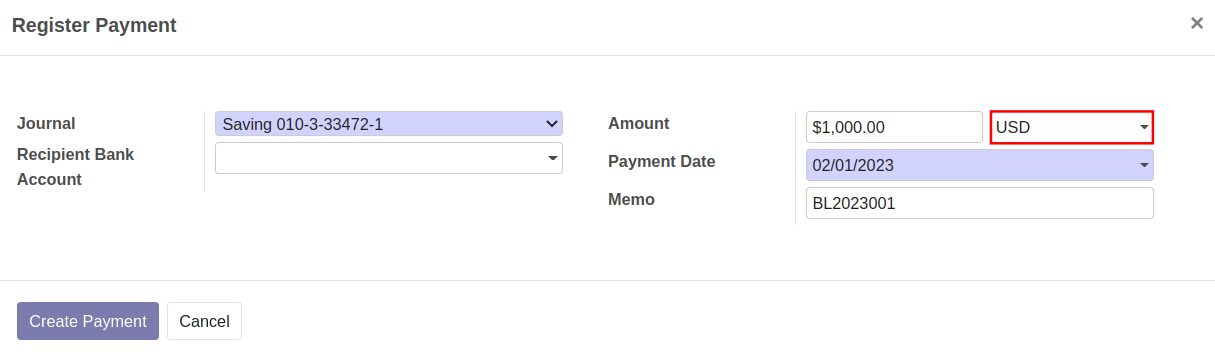 Register Payment
×
Journal
Saving 010-3-33472-1
Recipient Bank
Account
Amount
$1,000.00
USD
Payment Date
02/01/2023
Memo
BL2023001
Create Payment
Cancel